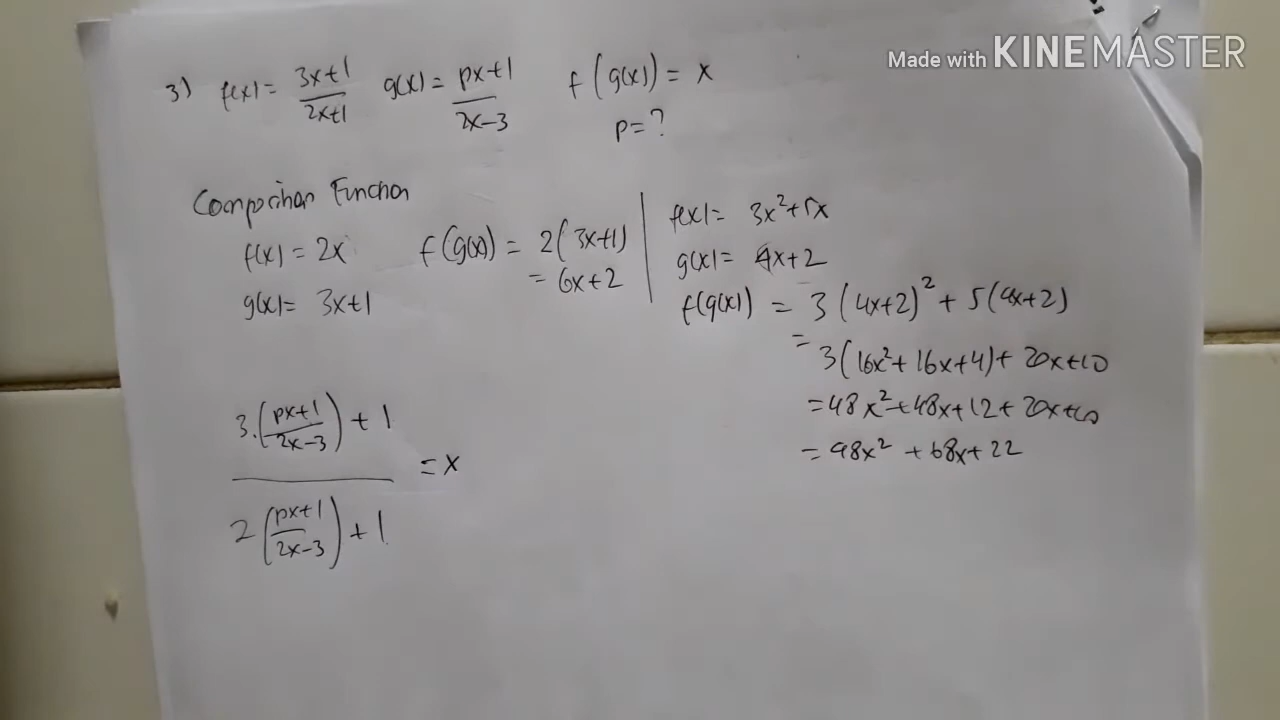 Made with KINEMASTER
3) f(x) = 3x+1/2x+1 g(x) = px+1/2x-3 f(g(x)) = x
p = ?
Composition Function
f(x) = 2x f(g(x)) = 2(3x+1)
= 6x+2
g(x) = 3x+1
f(x) = 3x²+5x
g(x) = 4x+2
f(g(x)) = 3(4x+2)² + 5(4x+2)
=
3(16x²+16x+4)+ 20x+10
= 48x²+48x+12+20x+10
= 48x² + 68x + 22
3.(px+1/2x-3) + 1
= x
2(px+1/2x-3) + 1